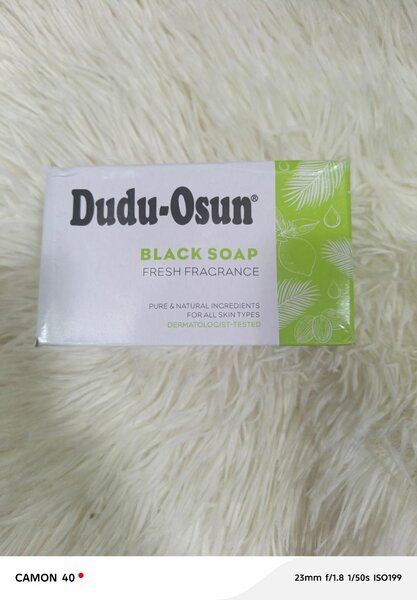 Dudu-Osun®
BLACK SOAP
FRESH FRAGRANCE
PURE & NATURAL INGREDIENTS
FOR ALL SKIN TYPES
DERMATOLOGIST-TESTED
CAMON 40
23mm f/1.8 1/50s ISO199